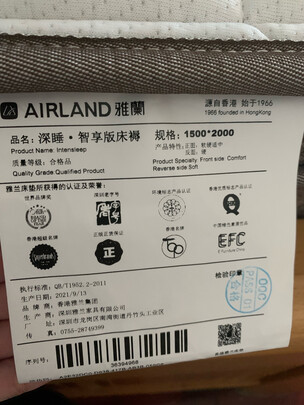 AIRLAND 雅蘭
源自香港 始于1966
1966 founded in HongKong
品名：深睡·智享版床褥
Product Name: Intensleep
质量等级：合格品
Quality Grade Qualified Product
规格：1500*2000
产品特性：正面：软硬适中
反面：硬
Product Specialty: Front side: Comfort
Reverse side: Soft
雅兰床垫所获得的认证及荣誉：
EFC
执行标准：QB/T1952.2-2011
生产日期：2021/9/13
品牌商：香港雅兰集团
厂家：深圳雅兰家具有限公司
厂址：深圳市龙岗区南湾街道丹竹头工业区
传真：0755-28749399
检验印章：
序列号：
36384968